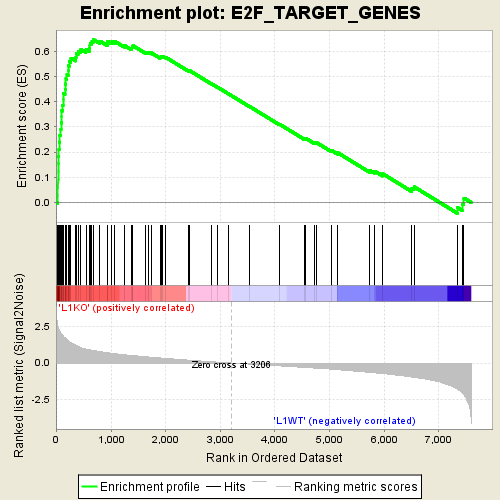 Enrichment plot: E2F_TARGET_GENES
Enrichment score (ES)
0.6
0.5
0.4
0.3
0.2
0.1
0.0
'L1KO' (positively correlated)
Ranked list metric (Signal2Noise)
2.5
0.0
-2.5
Zero cross at 3206
'L1WT' (negatively correlated)
0
1,000
2,000
3,000
4,000
5,000
6,000
7,000
Rank in Ordered Dataset
Enrichment profile
Hits
Ranking metric scores